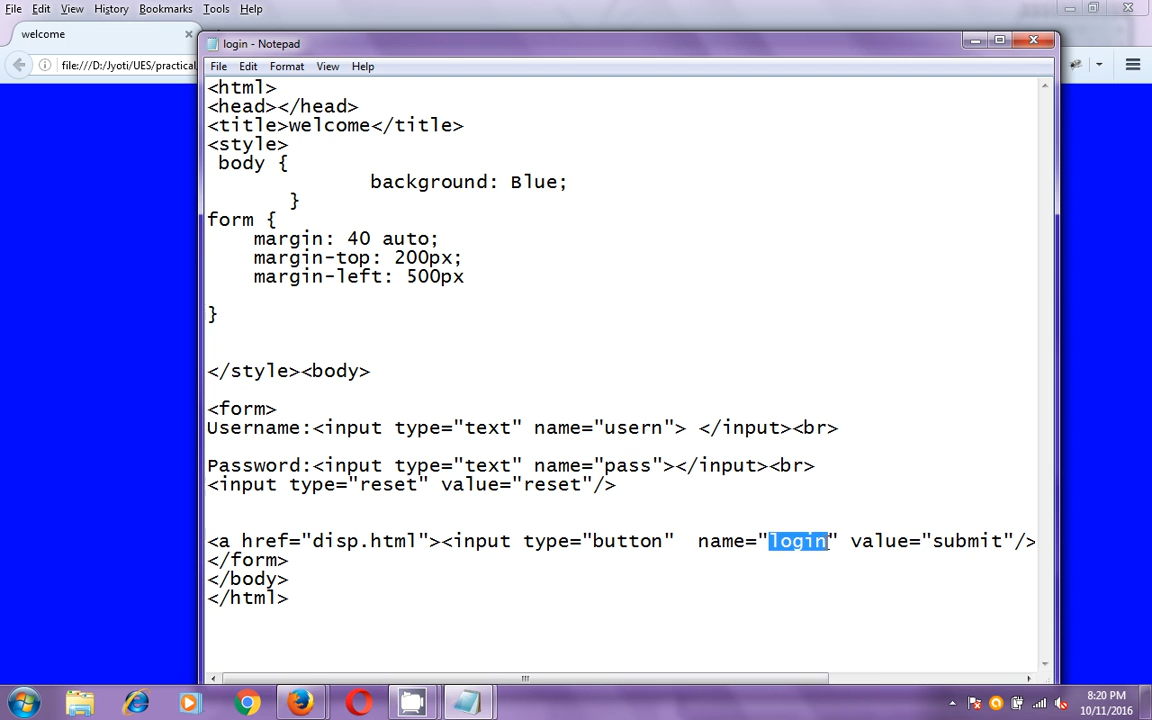 File Edit View History Bookmarks Tools Help
welcome
file:///D:/Jyoti/UES/practical.
login - Notepad
File Edit Format View Help
<html>
<head></head>
<title>welcome</title>
<style>
body {
background: Blue;
}
form {
margin: 40 auto;
margin-top: 200px;
margin-left: 500px
}
</style><body>
<form>
Username:<input type="text" name="usern"> </input><br>
Password:<input type="text" name="pass"></input><br>
<input type="reset" value="reset"/>
<a href="disp.html"><input type="button"  name="login" value="submit"/>
</form>
</body>
</html>
8:20 PM
10/11/2016